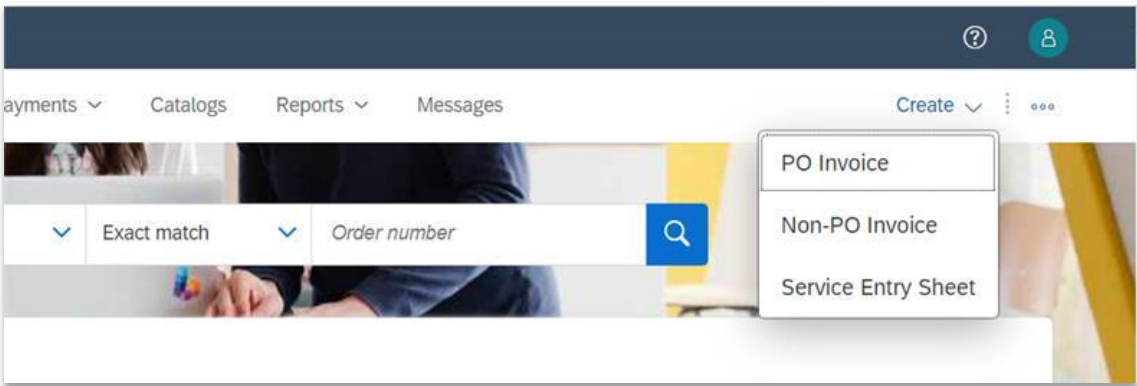 ayments Catalogs Reports Messages Create
PO Invoice
Exact match Order number
Non-PO Invoice
Service Entry Sheet